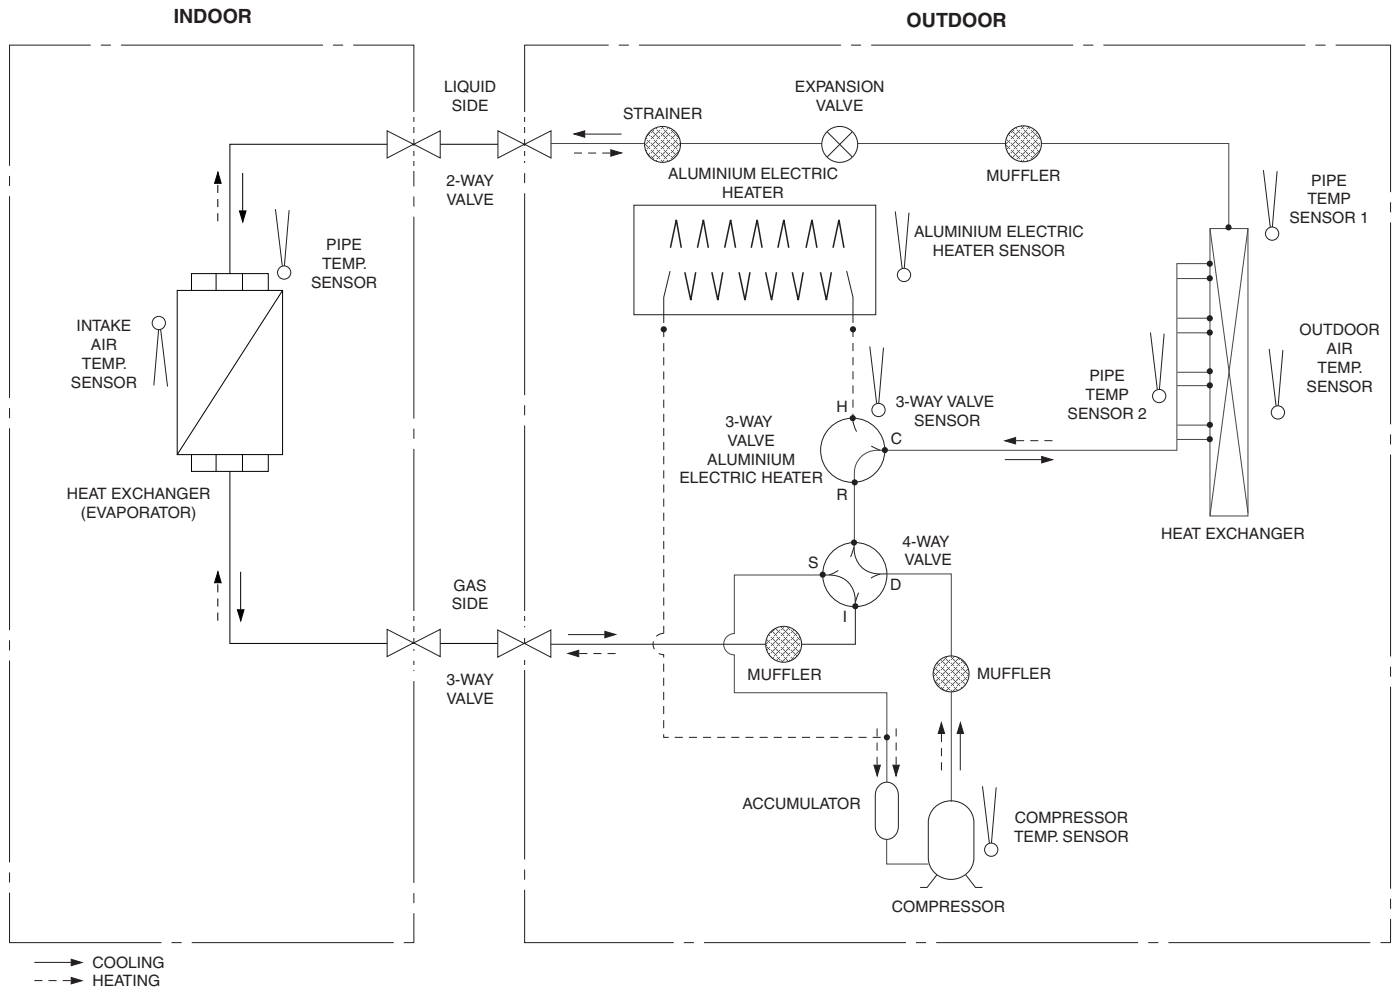 INDOOR
OUTDOOR
LIQUID
SIDE
2-WAY
VALVE
STRAINER
EXPANSION
VALVE
MUFFLER
ALUMINIUM ELECTRIC
HEATER
ALUMINIUM ELECTRIC
HEATER SENSOR
PIPE
TEMP
SENSOR 1
PIPE
TEMP.
SENSOR
INTAKE
AIR
TEMP.
SENSOR
OUTDOOR
AIR
TEMP.
SENSOR
PIPE
TEMP
SENSOR 2
H
3-WAY VALVE
SENSOR
C
3-WAY
VALVE
ALUMINIUM
ELECTRIC HEATER
R
HEAT EXCHANGER
(EVAPORATOR)
HEAT EXCHANGER
4-WAY
VALVE
S
D
I
GAS
SIDE
3-WAY
VALVE
MUFFLER
MUFFLER
ACCUMULATOR
COMPRESSOR
TEMP. SENSOR
COMPRESSOR
COOLING
HEATING